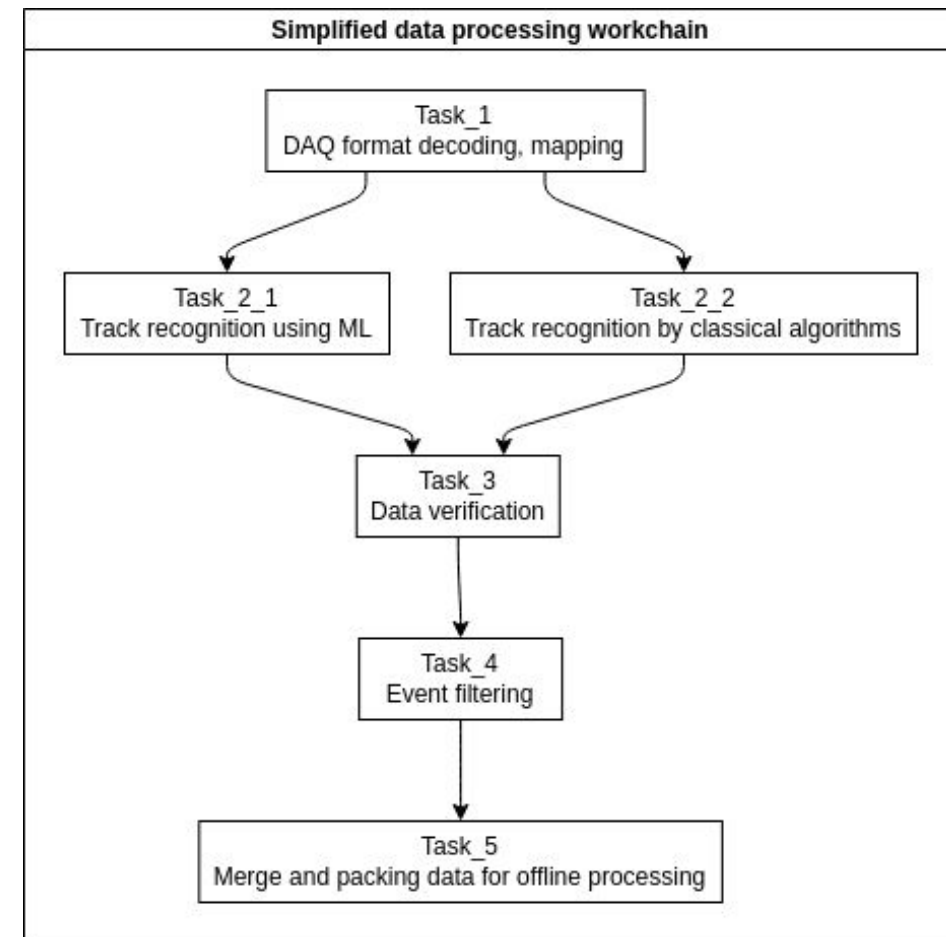 Simplified data processing workchain
Task_1
DAQ format decoding, mapping
Task_2_1
Track recognition using ML
Task_2_2
Track recognition by classical algorithms
Task_3
Data verification
Task_4
Event filtering
Task_5
Merge and packing data for offline processing